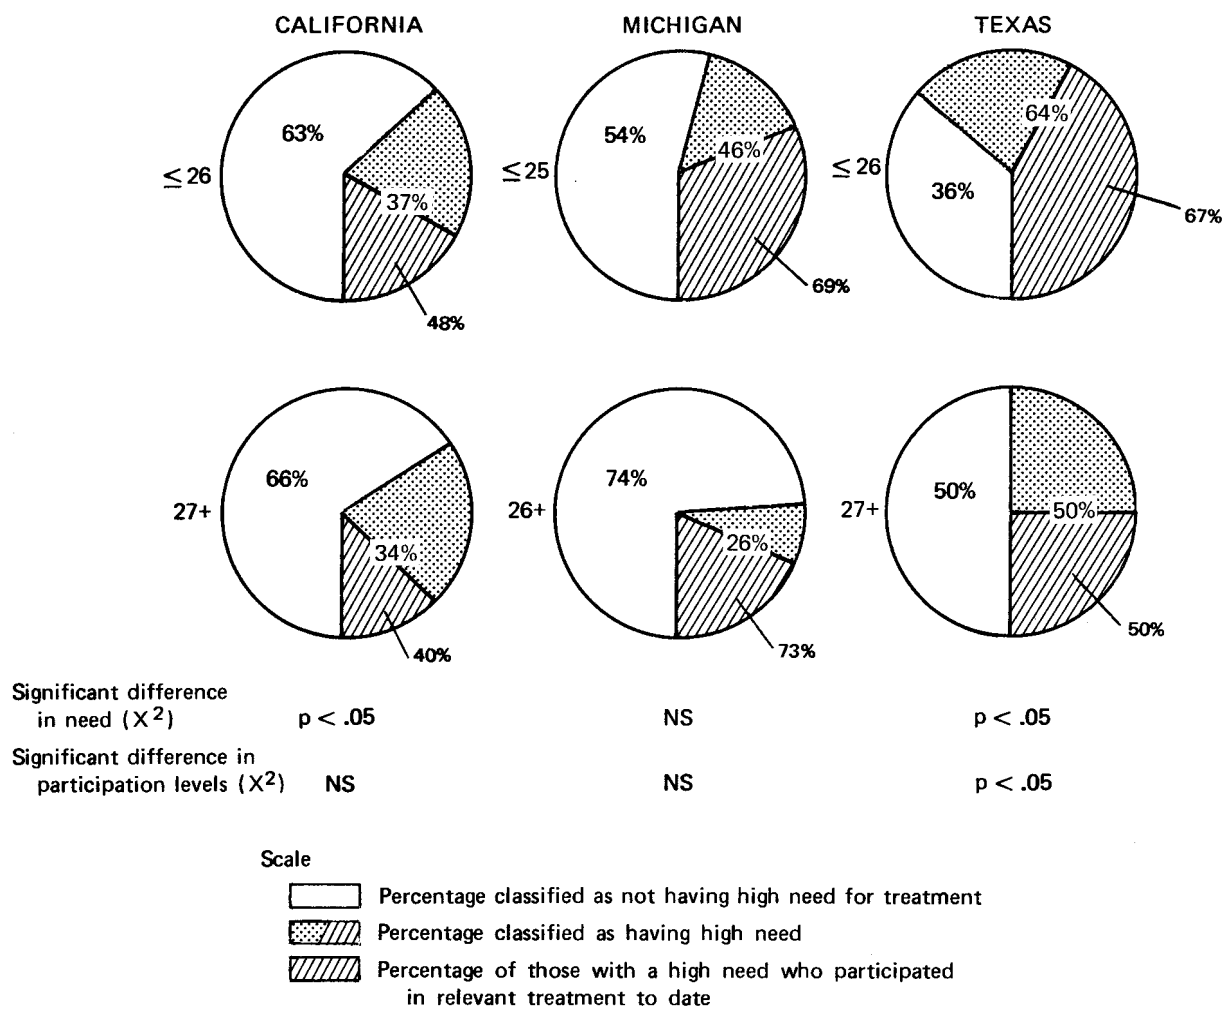 CALIFORNIA
MICHIGAN
TEXAS
≤ 26
63%
37%
48%
≤ 25
54%
46%
69%
≤ 26
36%
64%
67%
27+
66%
34%
40%
26+
74%
26%
73%
27+
50%
50%
50%
Significant difference
in need (X²) p < .05 NS p < .05
Significant difference in
participation levels (X²) NS NS p < .05
Scale
Percentage classified as not having high need for treatment
Percentage classified as having high need
Percentage of those with a high need who participated
in relevant treatment to date